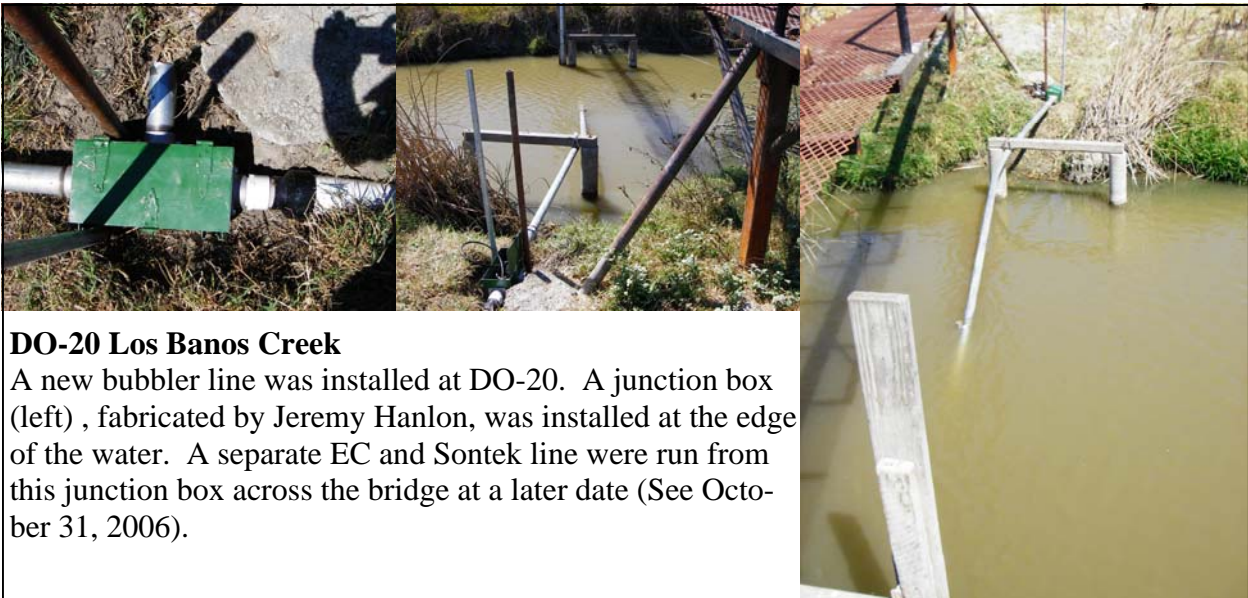 DO-20 Los Banos Creek
A new bubbler line was installed at DO-20.  A junction box
(left) , fabricated by Jeremy Hanlon, was installed at the edge
of the water.  A separate EC and Sontek line were run from
this junction box across the bridge at a later date (See Octo-
ber 31, 2006).